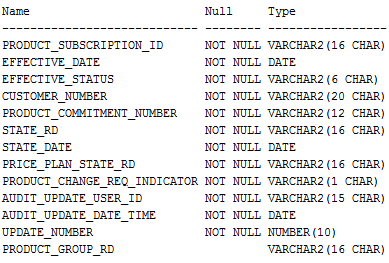 Name                         Null     Type
---------------------------- -------- -----------------
PRODUCT_SUBSCRIPTION_ID      NOT NULL VARCHAR2(16 CHAR)
EFFECTIVE_DATE               NOT NULL DATE
EFFECTIVE_STATUS             NOT NULL VARCHAR2(6 CHAR)
CUSTOMER_NUMBER              NOT NULL VARCHAR2(20 CHAR)
PRODUCT_COMMITMENT_NUMBER    NOT NULL VARCHAR2(12 CHAR)
STATE_RD                     NOT NULL VARCHAR2(16 CHAR)
STATE_DATE                   NOT NULL DATE
PRICE_PLAN_STATE_RD          NOT NULL VARCHAR2(16 CHAR)
PRODUCT_CHANGE_REQ_INDICATOR NOT NULL VARCHAR2(1 CHAR)
AUDIT_UPDATE_USER_ID         NOT NULL VARCHAR2(15 CHAR)
AUDIT_UPDATE_DATE_TIME       NOT NULL DATE
UPDATE_NUMBER                NOT NULL NUMBER(10)
PRODUCT_GROUP_RD                      VARCHAR2(16 CHAR)